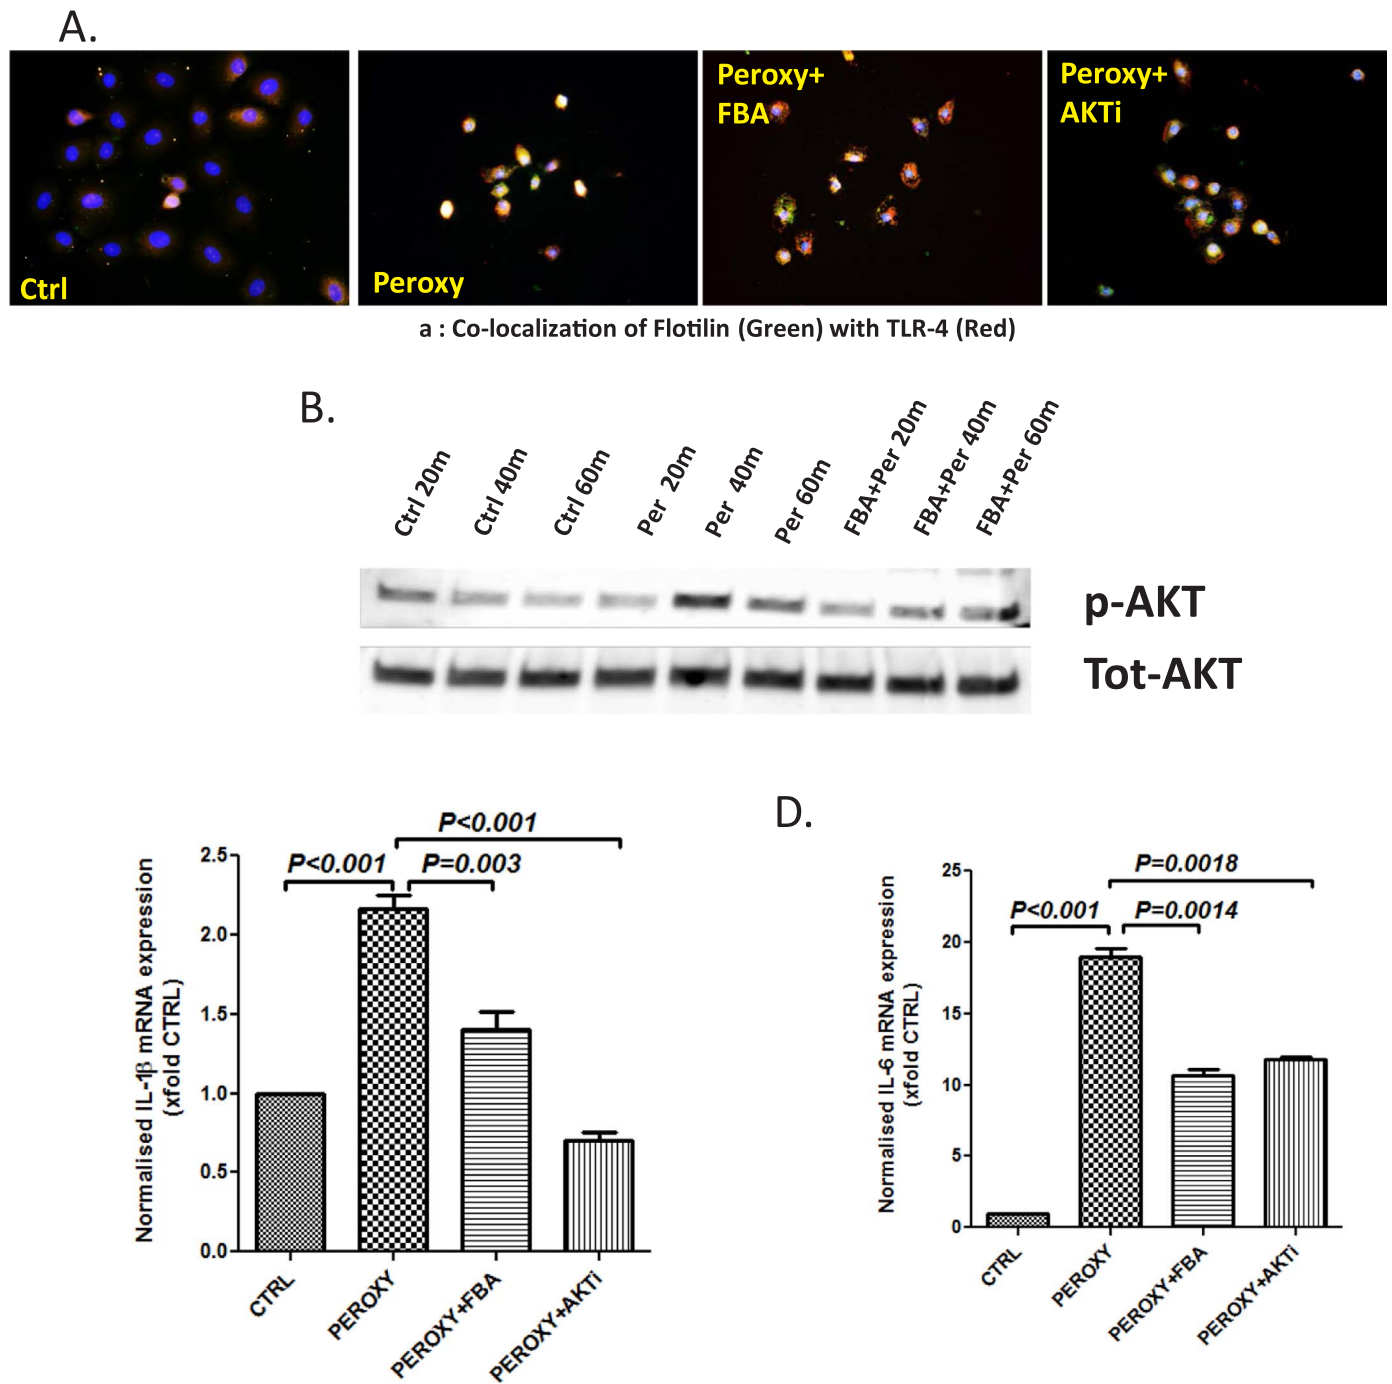 A.
Ctrl
Peroxy
Peroxy+
FBA
Peroxy+
AKTi
a : Co-localization of Flotilin (Green) with TLR-4 (Red)
B.
Ctrl 20m
Ctrl 40m
Ctrl 60m
Per 20m
Per 40m
Per 60m
FBA+Per 20m
FBA+Per 40m
FBA+Per 60m
p-AKT
Tot-AKT
Normalised IL-1β mRNA expression
(xfold CTRL)
2.5
2.0
1.5
1.0
0.5
0.0
P<0.001
P<0.001
P=0.003
CTRL
PEROXY
PEROXY+FBA
PEROXY+AKTi
D.
Normalised IL-6 mRNA expression
(xfold CTRL)
25
20
15
10
5
0
P=0.0018
P<0.001
P=0.0014
CTRL
PEROXY
PEROXY+FBA
PEROXY+AKTi